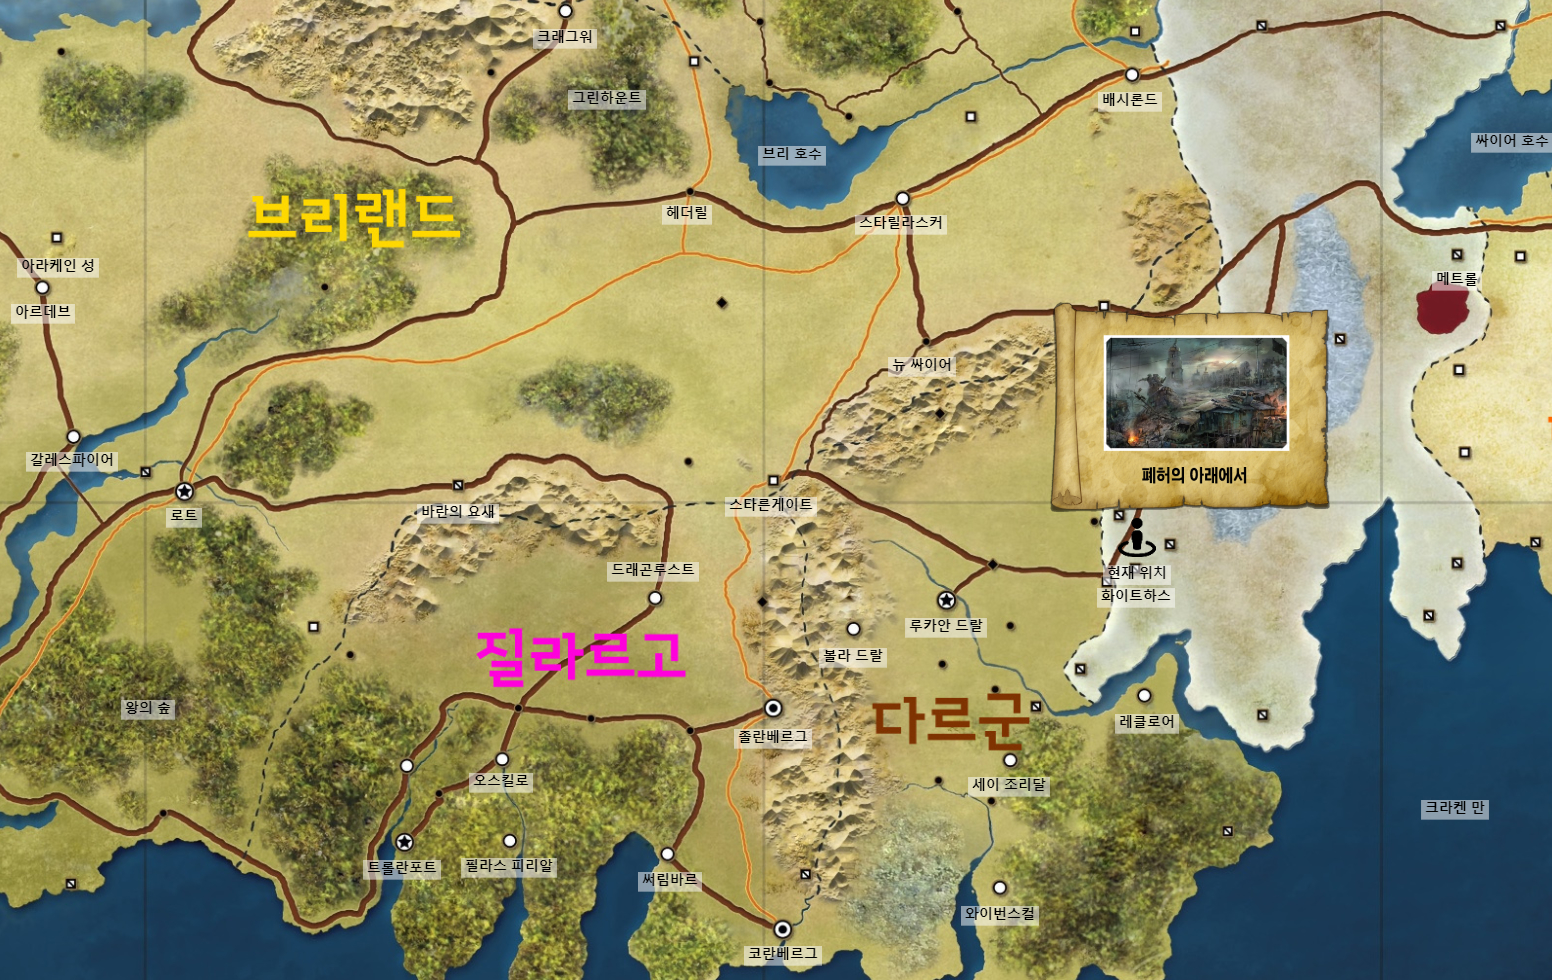 크래그워
그린하운트
배시론드
싸이어 호수
브리 호수
브리랜드
헤더릴
스타릴라스커
아라케인 성
아르데브
메트롤
뉴 싸이어
갈레스파이어
폐허의 아래에서
로트
바란의 요새
스타른게이트
드래곤루스트
현재 위치
화이트하스
루카안 드랄
질라르고
볼라 드랄
왕의 숲
다르군
레클로어
졸란베르그
오스킬로
세이 조리달
크라켄 만
트롤란포트
필라스 피리알
써림바르
와이번스컬
코란베르그